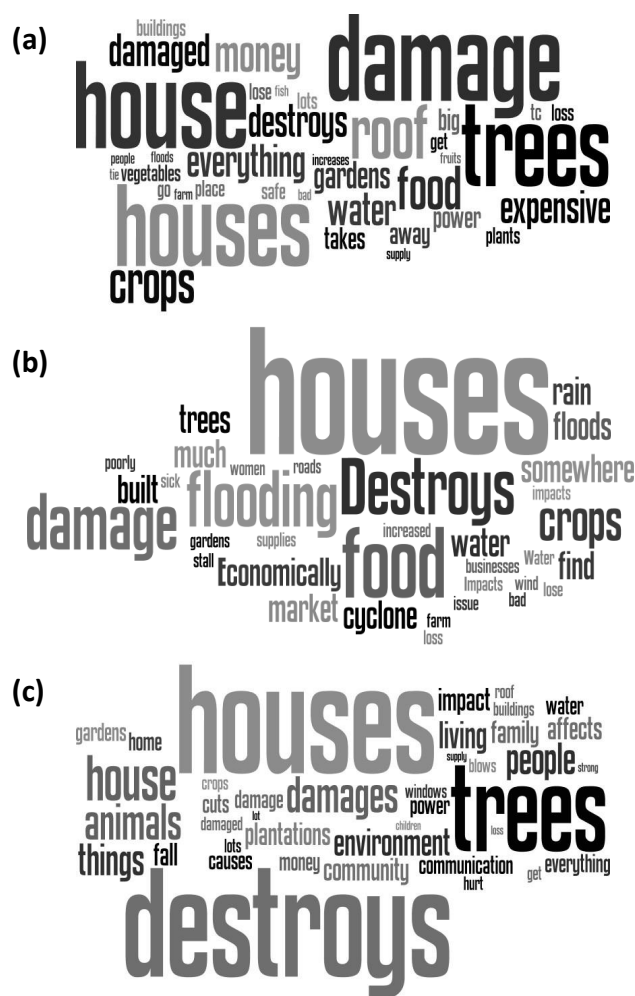 (a)
buildings
damaged money damage
house lose fish lots
destroys roof big get tc loss
trees
people floods everything increases fruits
tie vegetables gardens food
go farm place safe bad
houses water power expensive
takes away plants
supply
crops
(b)
houses
rain
trees floods
much women roads somewhere
poorly sick Destroys impacts
built flooding
damage crops
gardens supplies increased water
stall food businesses Water find
Economically Impacts wind lose
market cyclone issue bad
farm
loss
(c)
houses
impact roof water
buildings
gardens home living family affects
supply blows people strong
house
crops windows
cuts damage damages power trees
animals lot
damaged plantations children loss
things fall lots environment
causes money community communication everything
hurt get
destroys